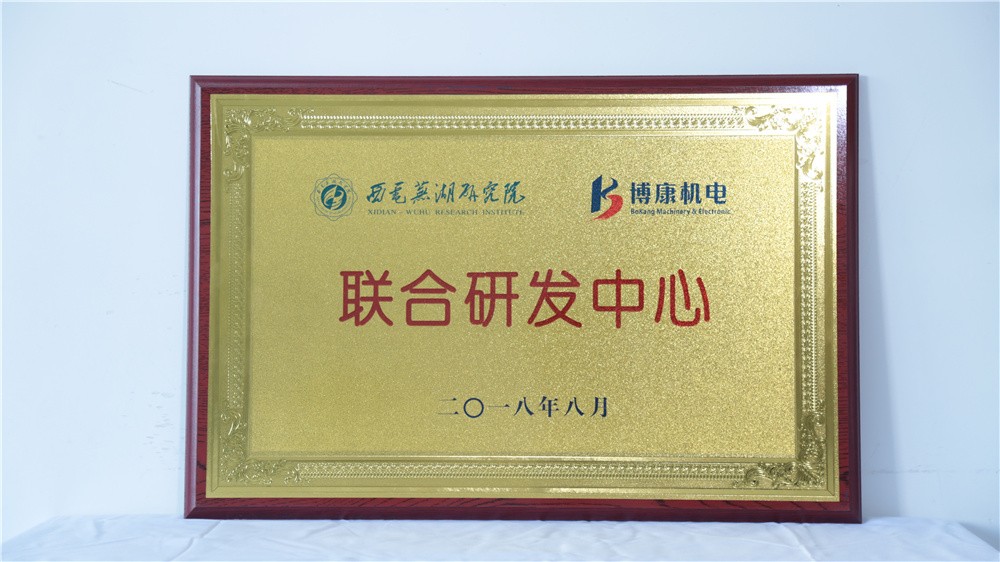 西电芜湖研究院
XIDIAN - WUHU RESEARCH INSTITUTE
博康机电
BoKang Machinery & Electronic
联合研发中心
二〇一八年八月